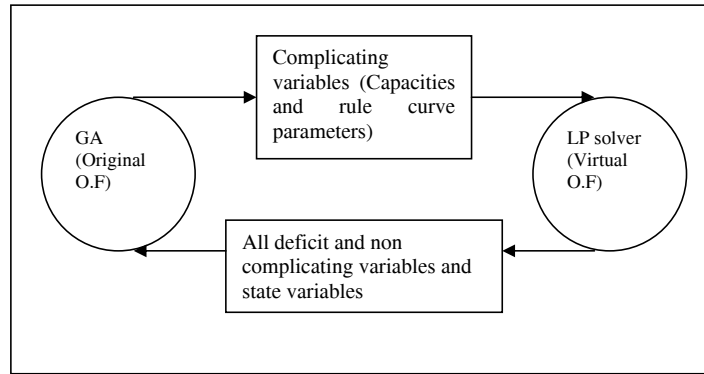 Complicating
variables (Capacities
and rule curve
parameters)
GA
(Original
O.F)
LP solver
(Virtual
O.F)
All deficit and non
complicating variables and
state variables